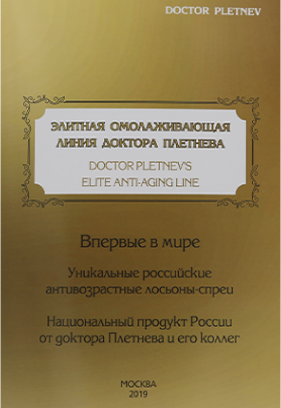 DOCTOR PLETNEV
ЭЛИТНАЯ ОМОЛАЖИВАЮЩАЯ
ЛИНИЯ ДОКТОРА ПЛЕТНЕВА
DOCTOR PLETNEV'S
ELITE ANTI-AGING LINE
Впервые в мире
Уникальные российские
антивозрастные лосьоны-спреи
Национальный продукт России
от доктора Плетнева и его коллег
МОСКВА
2019